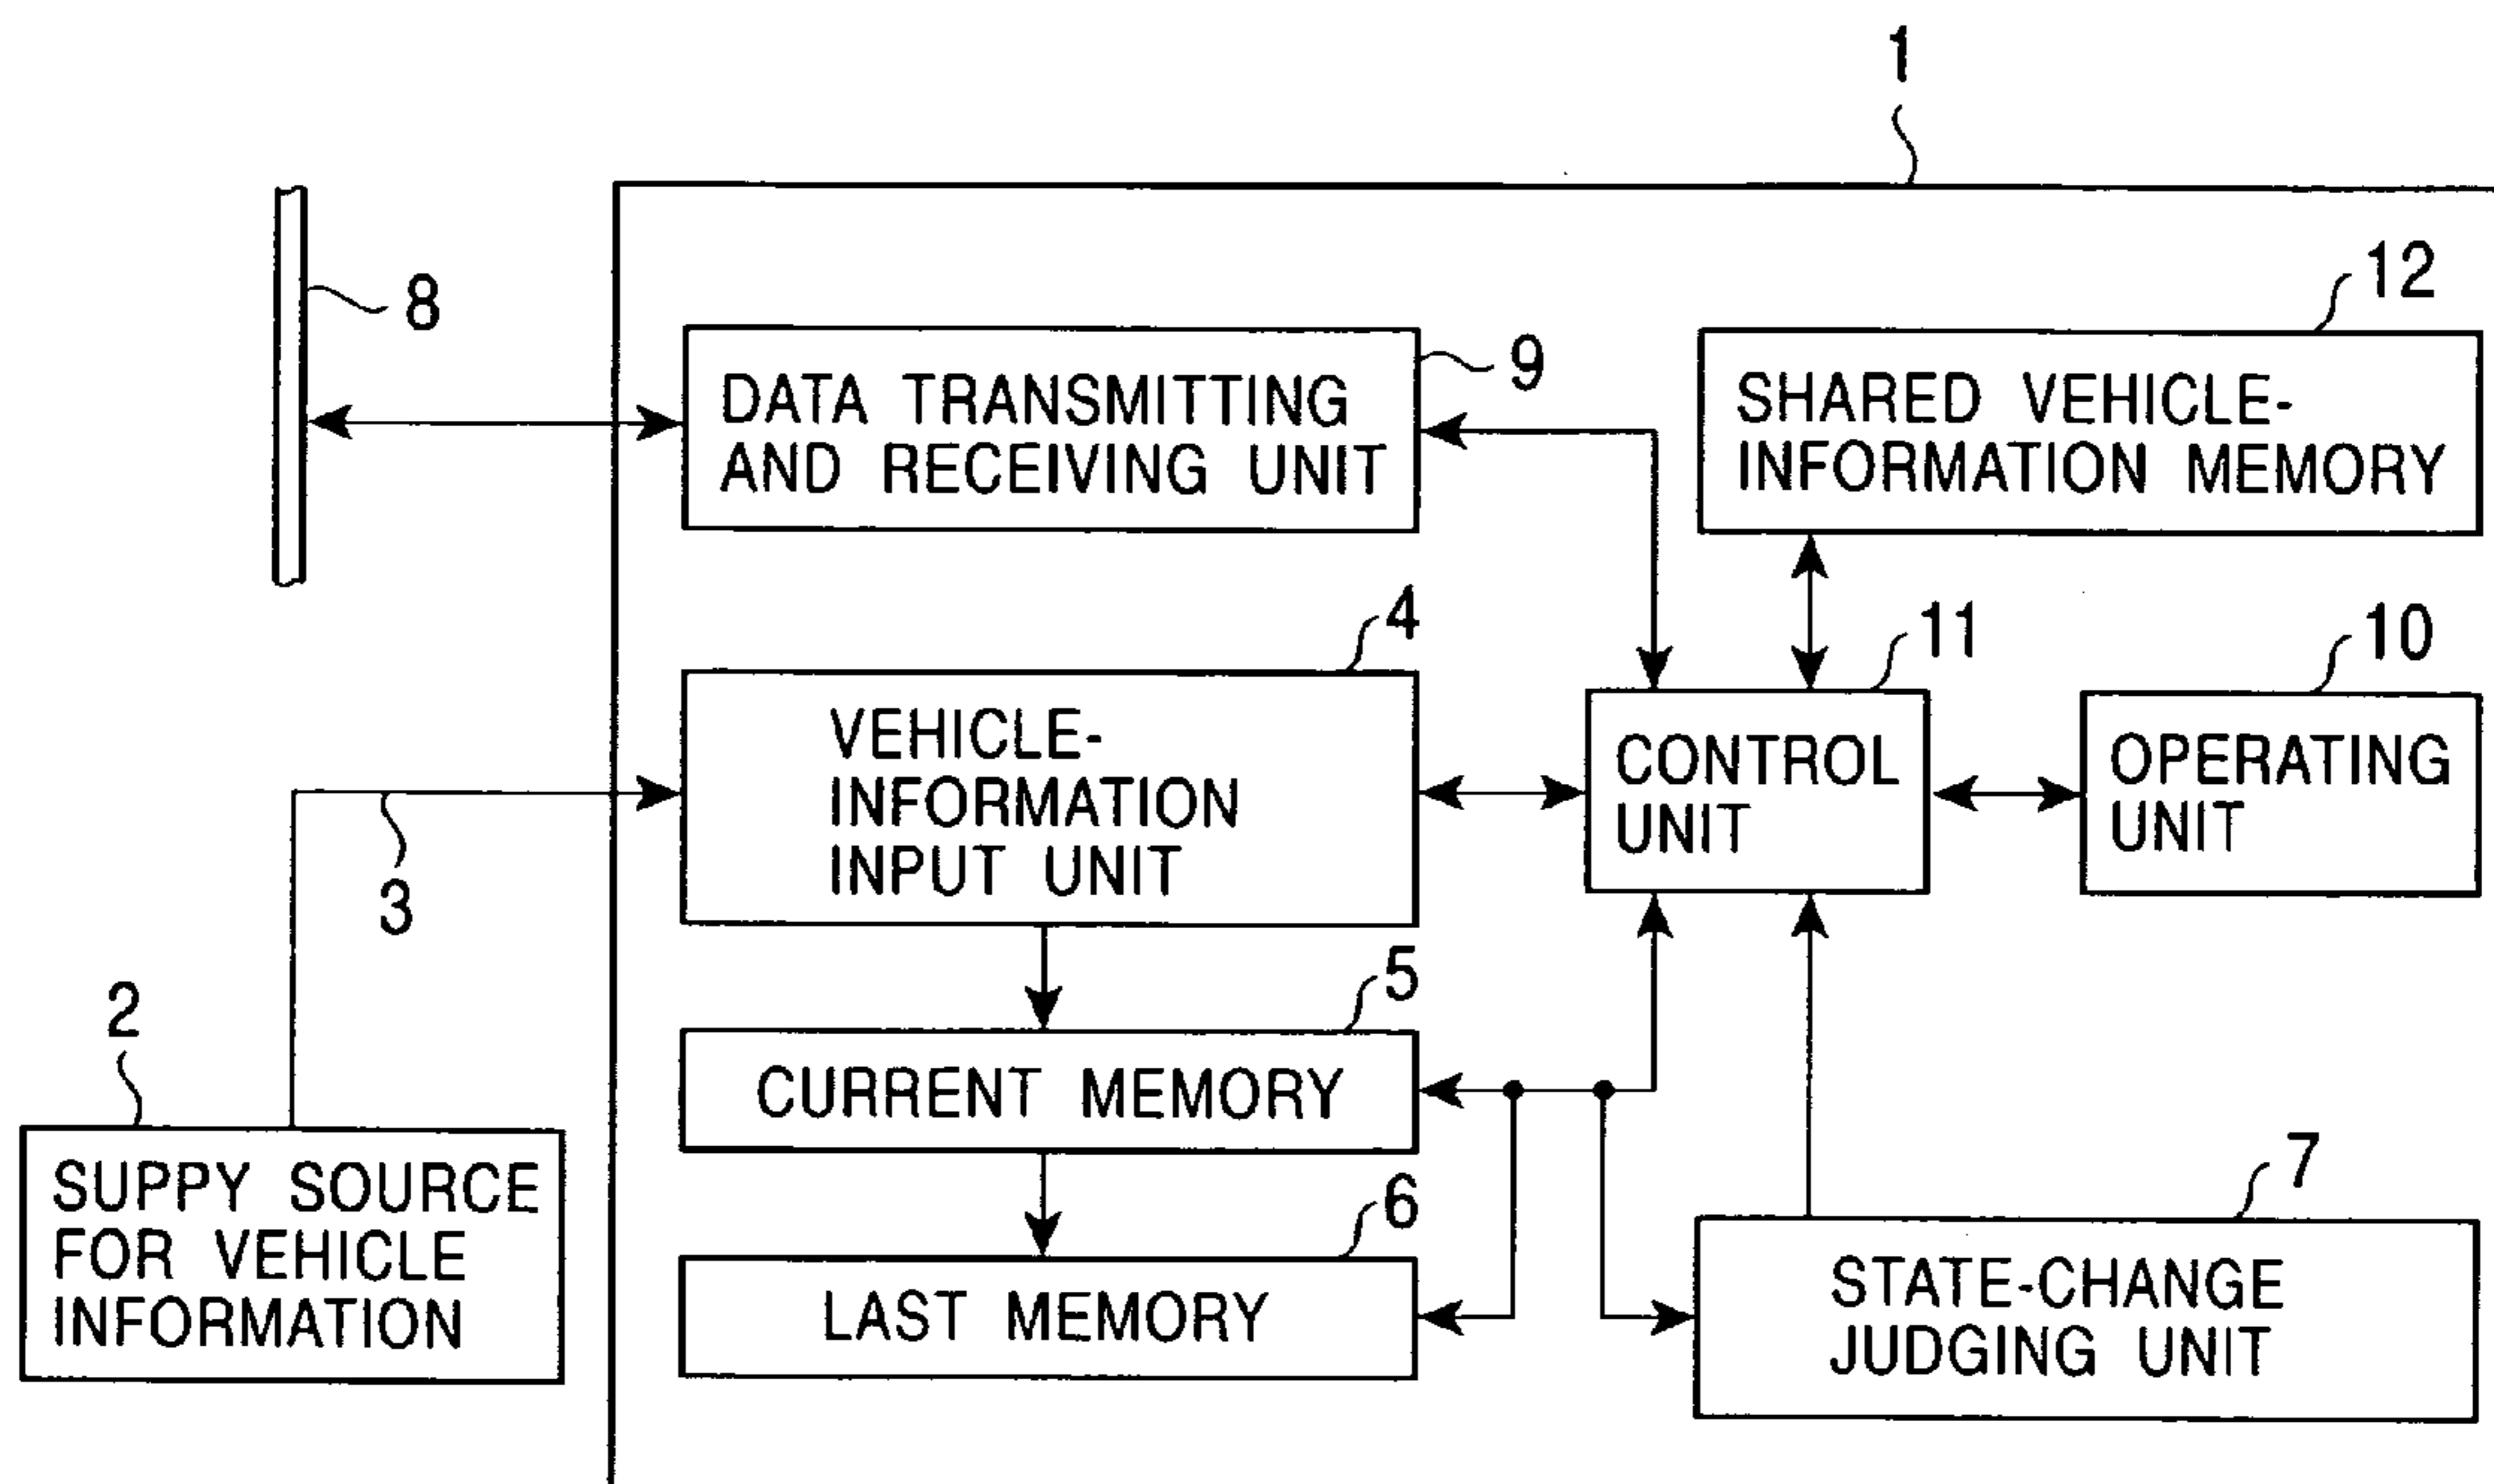 1
8
12
9
DATA TRANSMITTING
AND RECEIVING UNIT
SHARED VEHICLE-
INFORMATION MEMORY
4
11
10
VEHICLE-
INFORMATION
INPUT UNIT
CONTROL
UNIT
OPERATING
UNIT
3
5
2
CURRENT MEMORY
SUPPY SOURCE
FOR VEHICLE
INFORMATION
6
7
LAST MEMORY
STATE-CHANGE
JUDGING UNIT